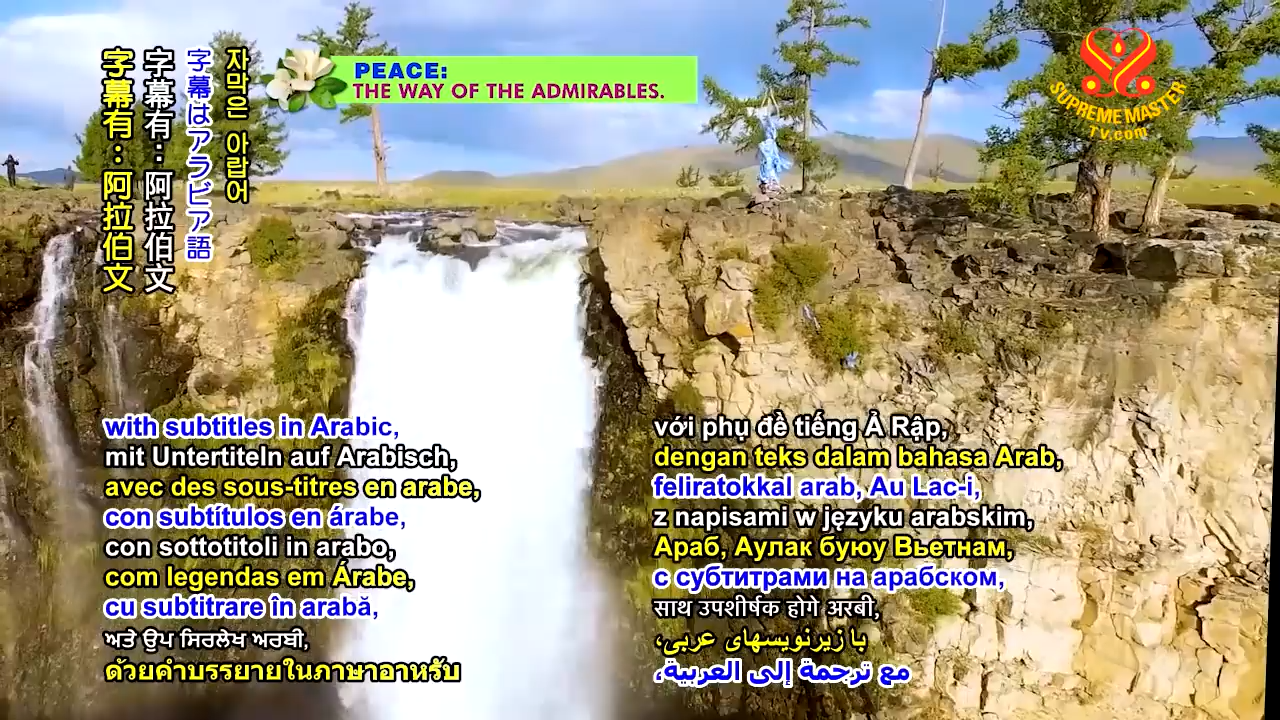 字幕有：阿拉伯文
字幕有：阿拉伯文
字幕はアラビア語
자막은 아랍어
PEACE:
THE WAY OF THE ADMIRABLES.
SUPREME MASTER
TV.com
with subtitles in Arabic,
mit Untertiteln auf Arabisch,
avec des sous-titres en arabe,
con subtítulos en árabe,
con sottotitoli in arabo,
com legendas em Árabe,
cu subtitrare în arabă,
ਅਤੇ ਉਪ ਸਿਰਲੇਖ ਅਰਬੀ,
ด้วยคำบรรยายในภาษาอาหรับ
với phụ đề tiếng Ả Rập,
dengan teks dalam bahasa Arab,
feliratokkal arab, Au Lac-i,
z napisami w języku arabskim,
Араб, Аулак буюу Вьетнам,
с субтитрами на арабском,
साथ उपशीर्षक होगे अरबी,
با زیرنویسهای عربی،
مع ترجمة إلى العربية،